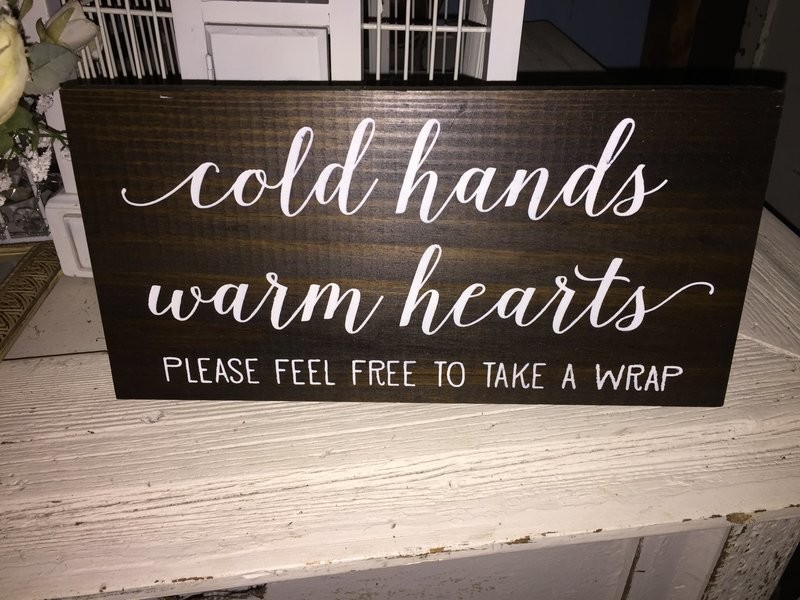 cold hands
warm hearts
PLEASE FEEL FREE TO TAKE A WRAP